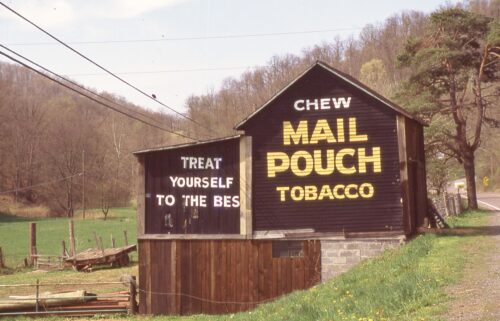 TREAT
YOURSELF
TO THE BES
CHEW
MAIL
POUCH
TOBACCO